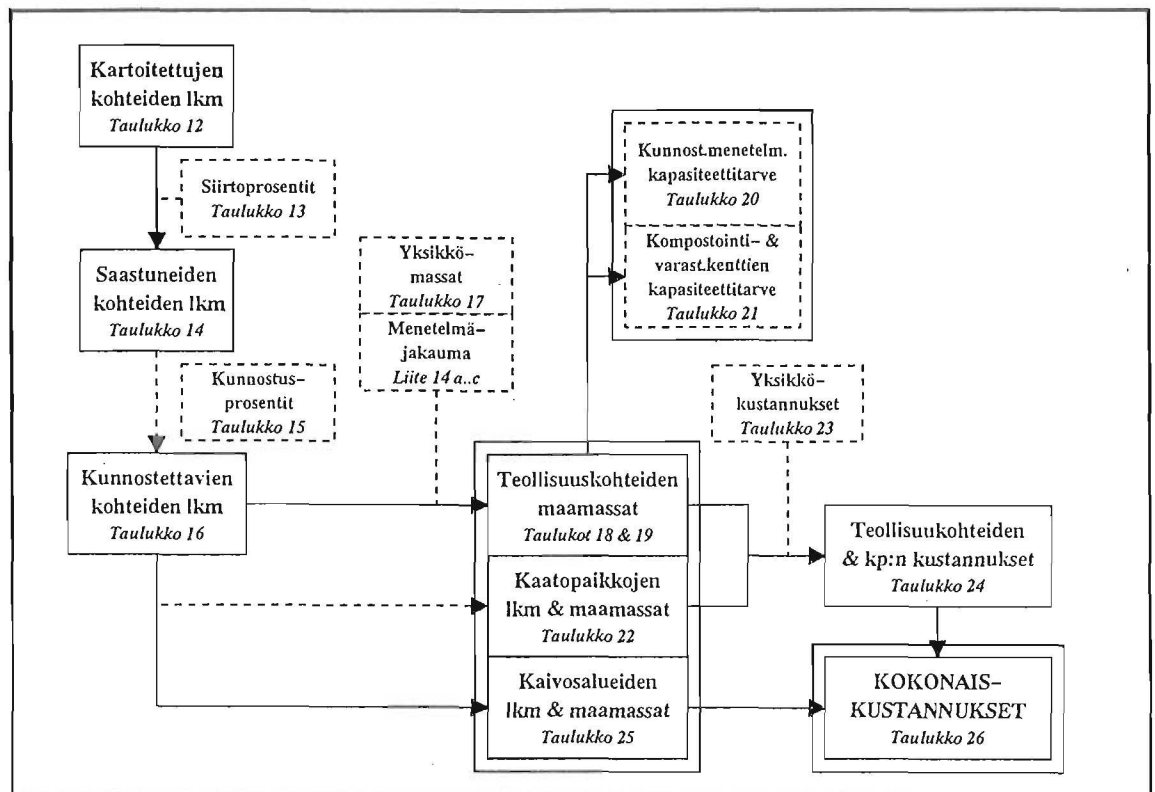 Kartoitettujen
kohteiden lkm
Taulukko 12
Siirtoprosentit
Taulukko 13
Saastuneiden
kohteiden lkm
Taulukko 14
Kunnostus-
prosentit
Taulukko 15
Kunnostettavien
kohteiden lkm
Taulukko 16
Yksikkö-
massat
Taulukko 17
Menetelmä-
jakauma
Liite 14 a..c
Kunnost.menetelm.
kapasiteettitarve
Taulukko 20
Kompostointi- &
varast.kenttien
kapasiteettitarve
Taulukko 21
Teollisuuskohteiden
maamassat
Taulukot 18 & 19
Kaatopaikkojen
lkm & maamassat
Taulukko 22
Kaivosalueiden
lkm & maamassat
Taulukko 25
Yksikkö-
kustannukset
Taulukko 23
Teollisuukohteiden
& kp:n kustannukset
Taulukko 24
KOKONAIS-
KUSTANNUKSET
Taulukko 26